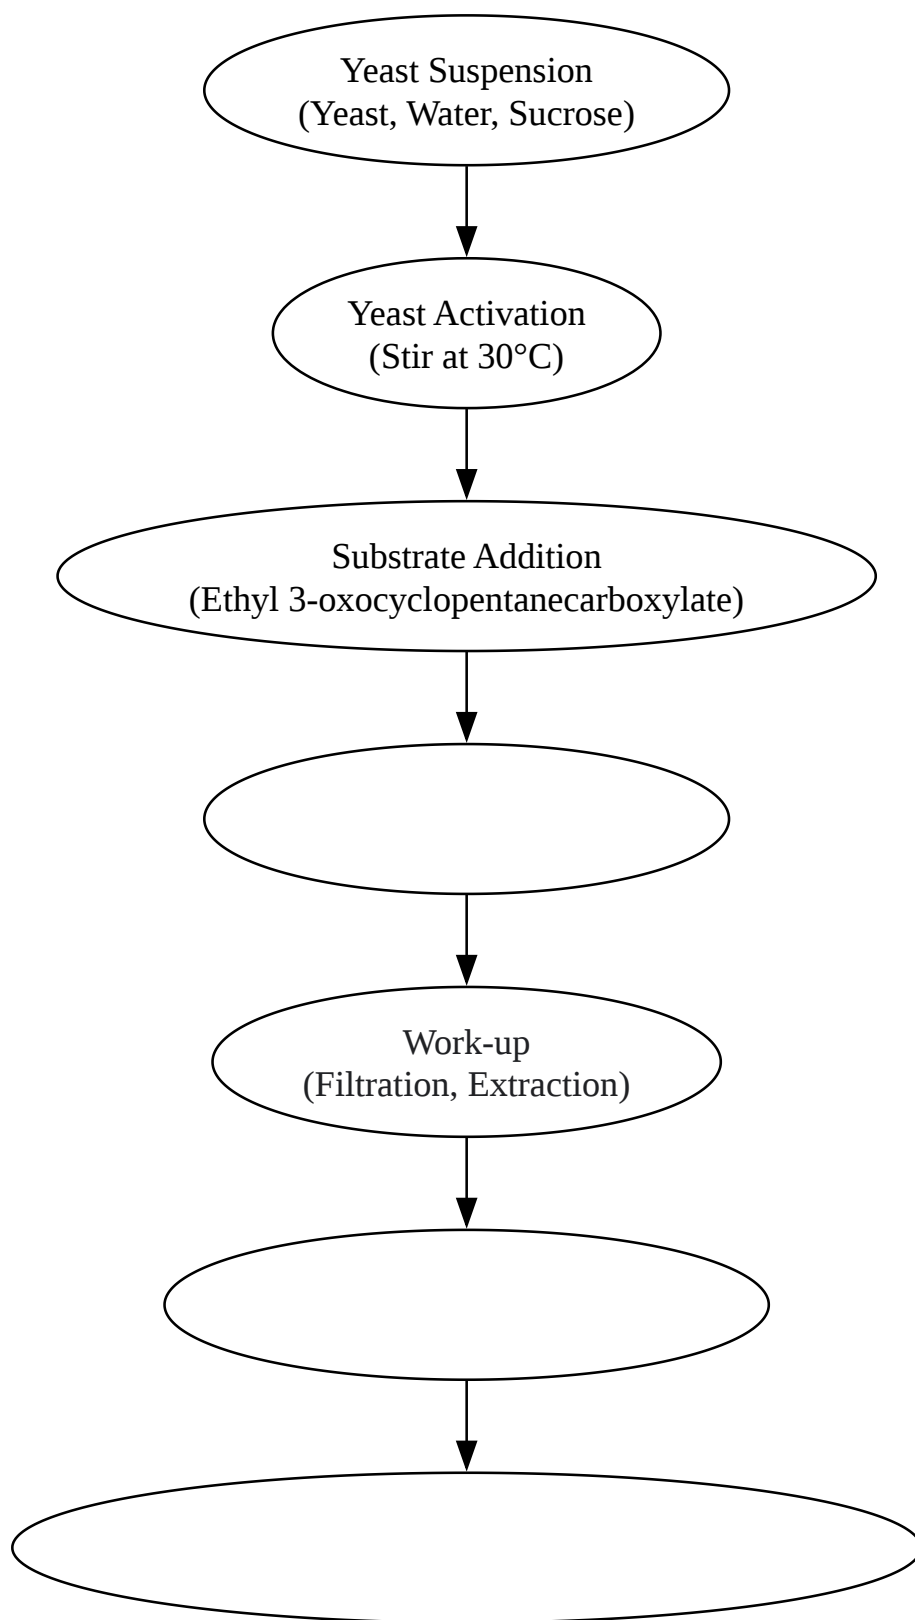 Yeast Suspension
(Yeast, Water, Sucrose)
Yeast Activation
(Stir at 30°C)
Substrate Addition
(Ethyl 3-oxocyclopentanecarboxylate)
Work-up
(Filtration, Extraction)